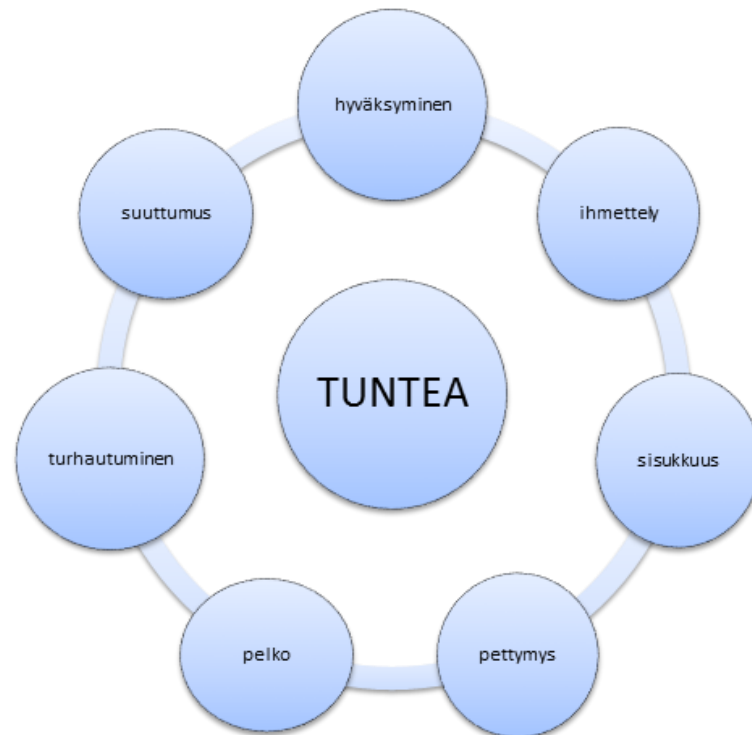 hyväksyminen
ihmettely
sisukkuus
pettymys
pelko
turhautuminen
suuttumus
TUNTEA